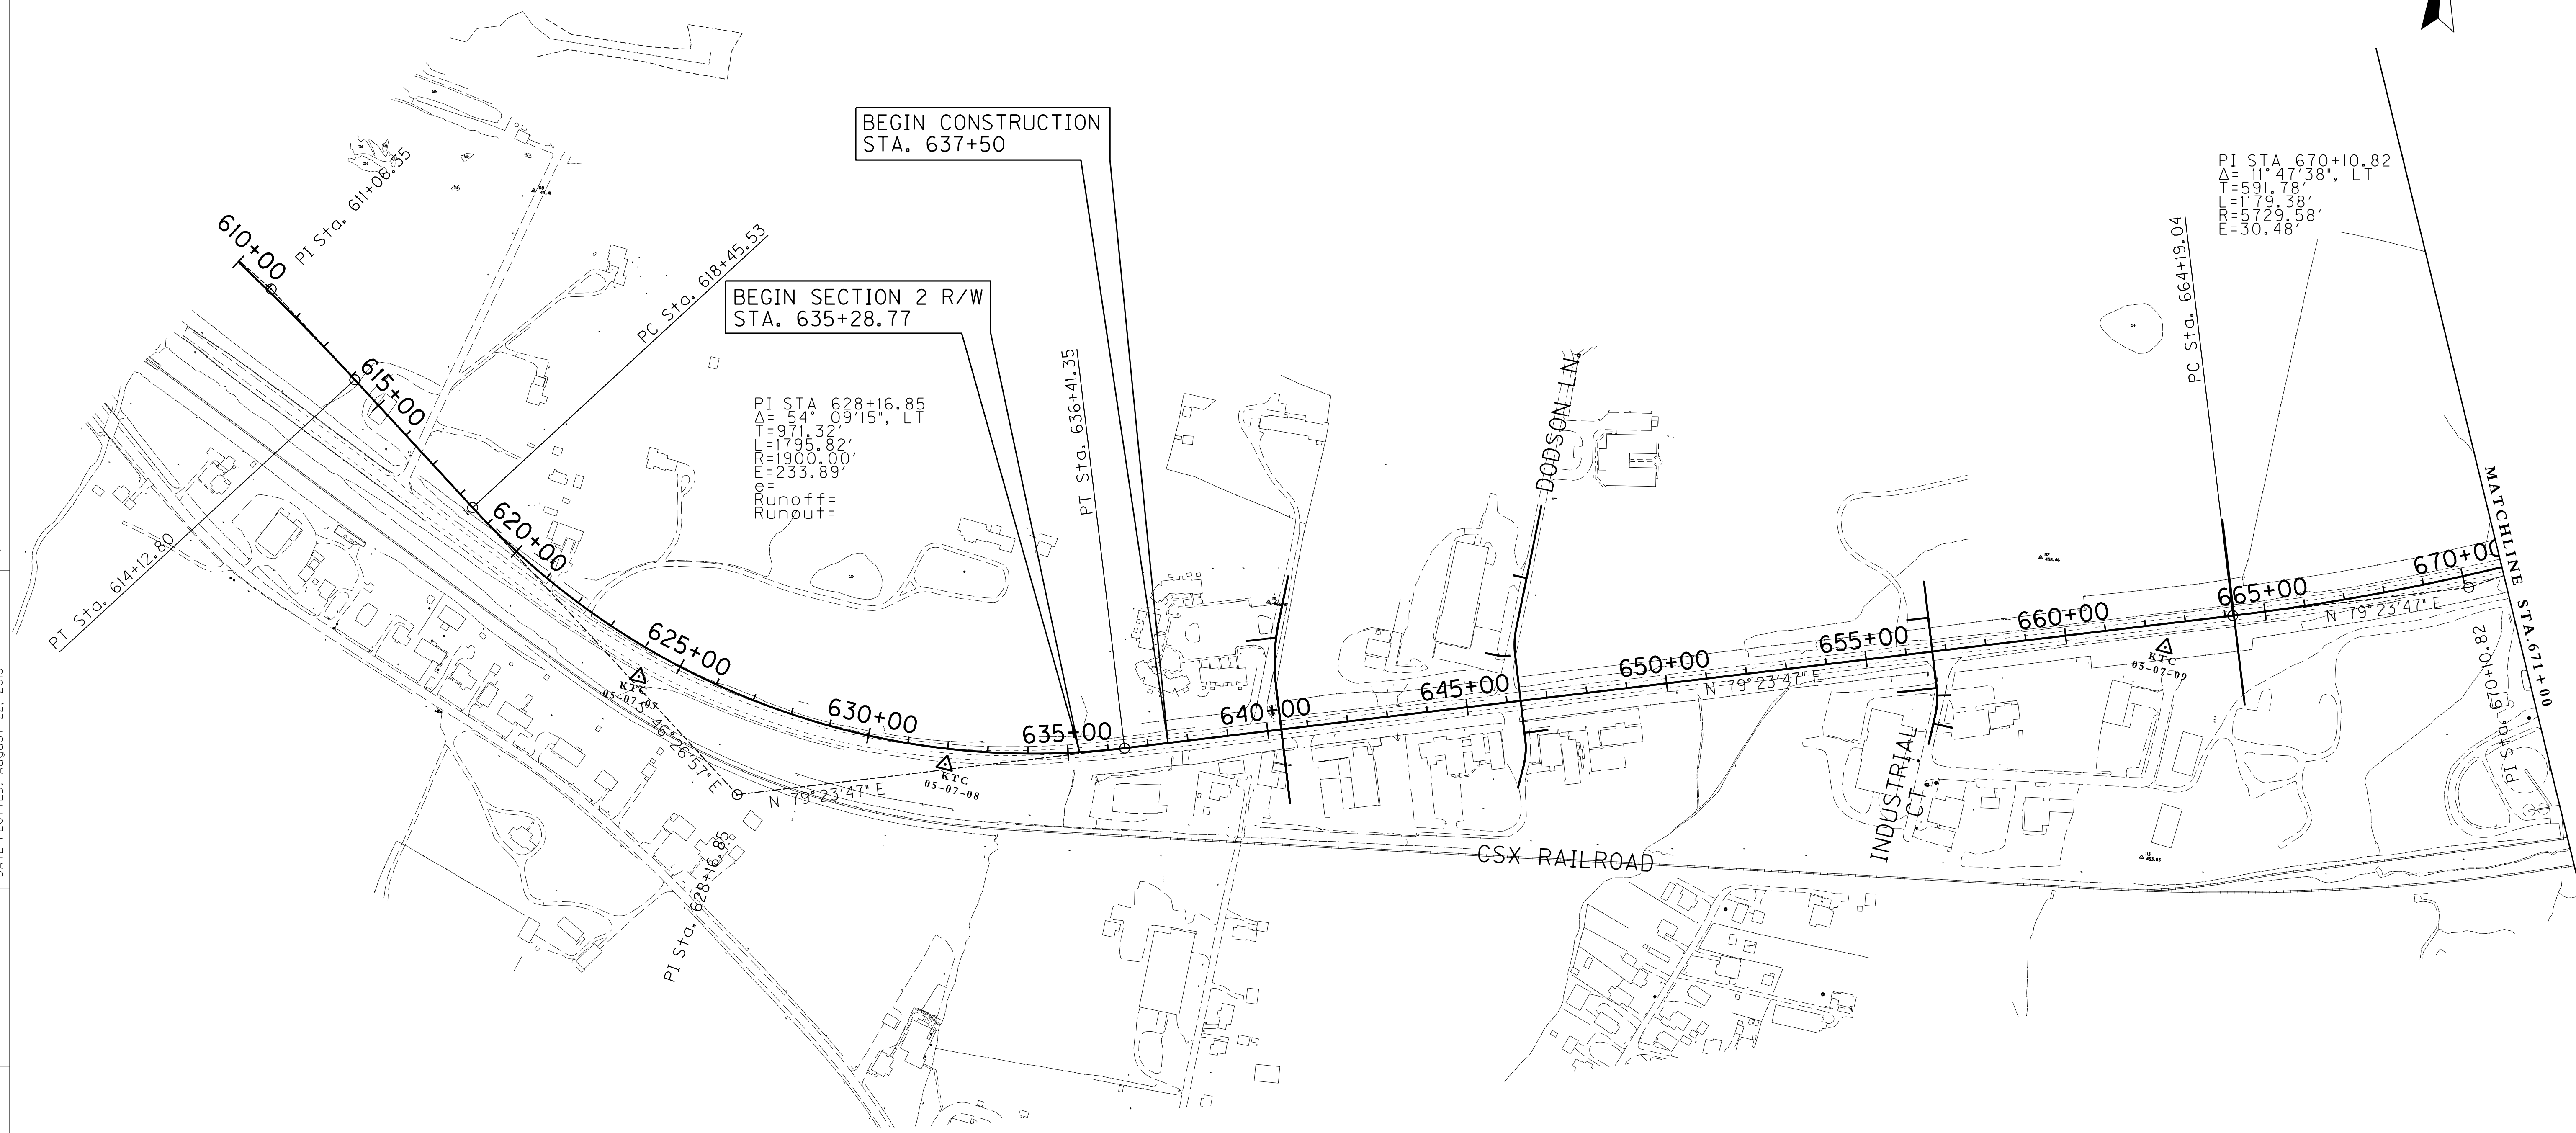 BEGIN CONSTRUCTION
STA. 637+50
PI Sta. 611+06.35
610+00
PI STA 670+10.82
Δ= 11°47'38", LT
T=591.78'
L=1179.38'
R=5729.58'
E=30.48'
PC Sta. 664+19.04
PC Sta. 618+45.53
BEGIN SECTION 2 R/W
STA. 635+28.77
PT Sta. 636+41.35
615+00
PI STA 628+16.85
Δ= 54° 09'15", LT
T=971.32'
L=1795.82'
R=1900.00'
E=233.89'
e=
Runoff=
Runout=
DODSON LN.
MATCHLINE STA.671+00
620+00
PT Sta. 614+12.80
625+00
630+00
635+00
640+00
645+00
650+00
655+00
660+00
665+00
670+00
N 79°23'47" E
N 79°23'47" E
KTC
05-07-09
KTC
05-07-07
S 46°26'57" E
KTC
05-07-08
N 79°23'47" E
PI Sta. 670+10.82
INDUSTRIAL
CT.
PI Sta. 628+16.85
CSX RAILROAD